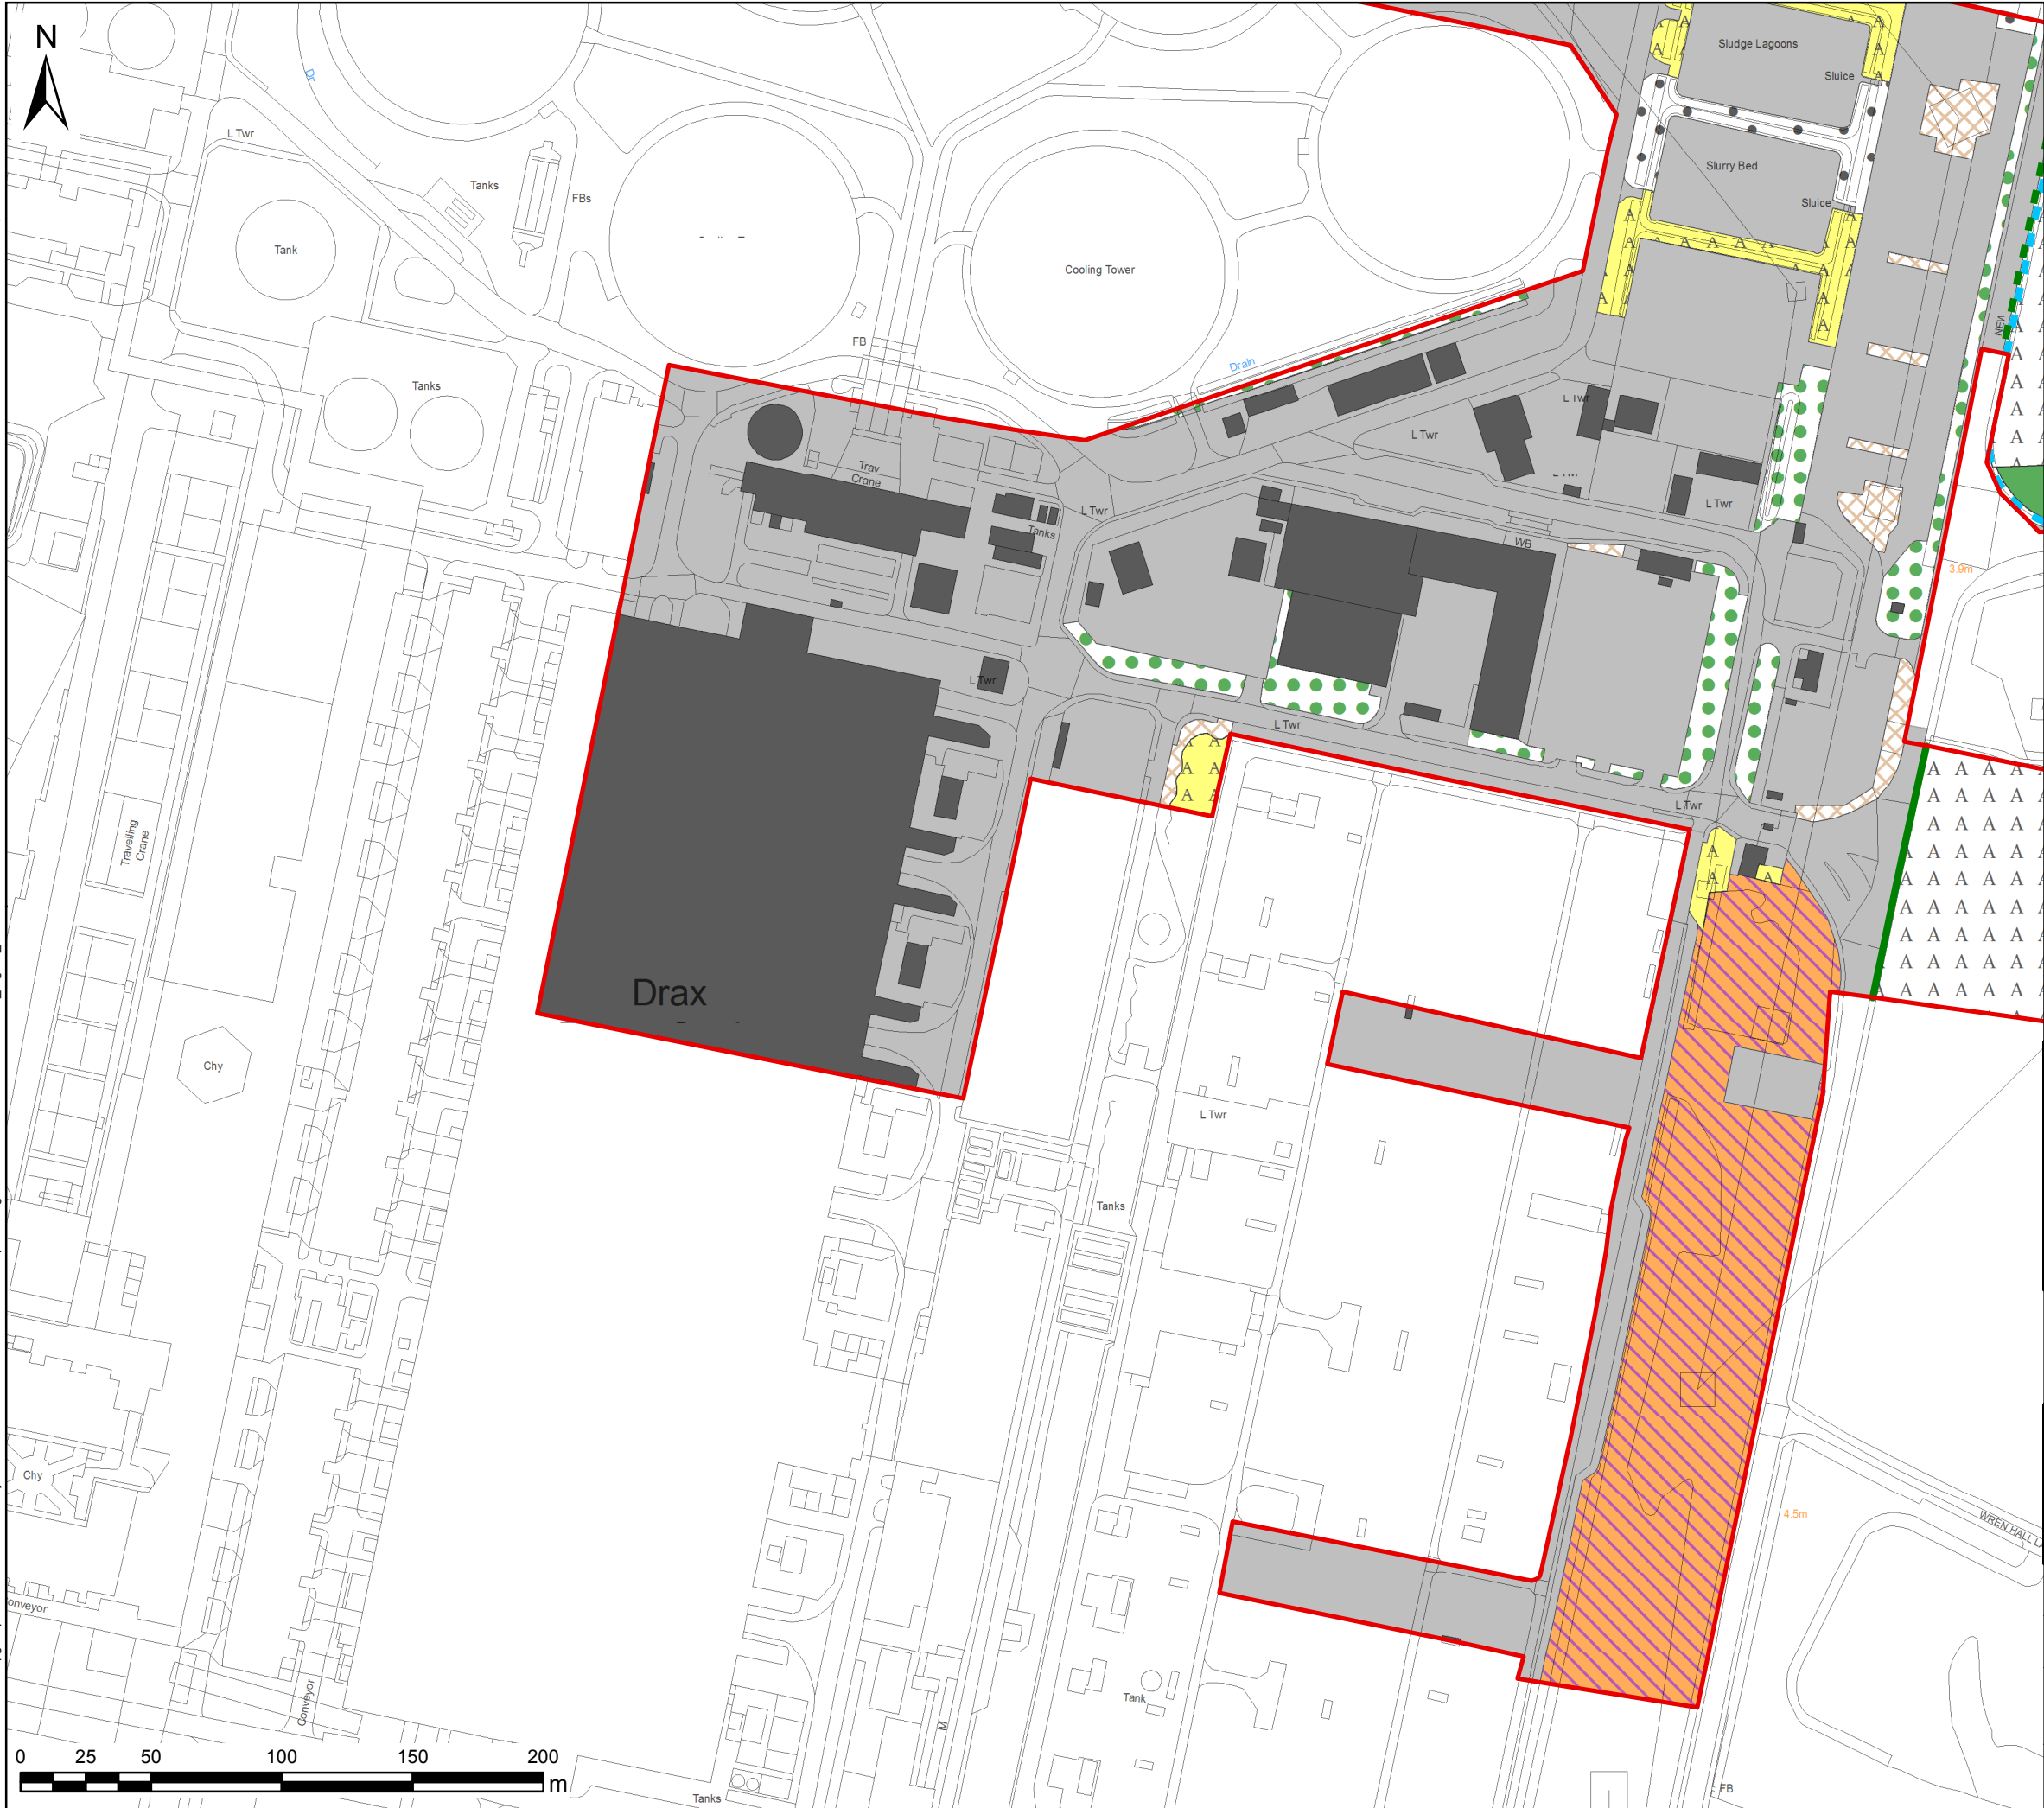 N
Sludge Lagoons
Sluice
Dr
L Twr
Slurry Bed
Tanks
FBs
Sluice
Tank
Cooling Tower
FB
Drain
Tanks
L Twr
L Twr
Trav
Crane
L Twr
L Twr
Tanks
WB
3.9m
L Twr
L Twr
L Twr
Travelling
Crane
Drax
Chy
L Twr
Tanks
Chy
4.5m
WREN HALL L
onveyor
Conveyor
Tank
M
FB
Tanks
0 25 50 100 150 200
m
A A A A A
A A A A A
A A A A A
A A A A A
A A A A A
A A A A A
A A A A A
A A A A A
A A A A A